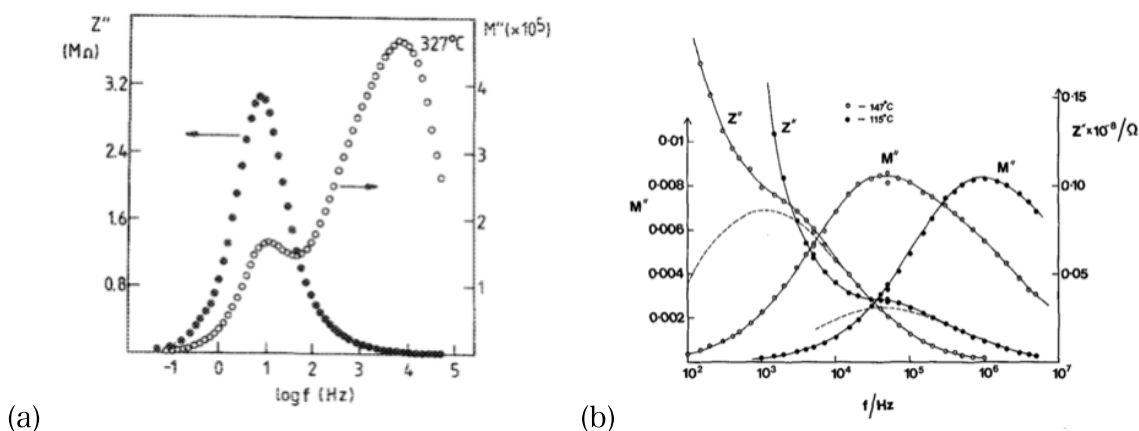 Z″
(MΩ)
3.2
2.4
1.6
0.8
-1 0 1 2 3 4 5
log f (Hz)
327°C
M″(×10⁵)
4
3
2
1
0
(a)
0·01
0·008
M″
0·006
0·004
0·002
10² 10³ 10⁴ 10⁵ 10⁶ 10⁷
f/Hz
Z″
Z″
M″
M″
○ – 147°C
● – 115°C
0·15
Z″×10⁻⁸/Ω
0·10
0·05
(b)